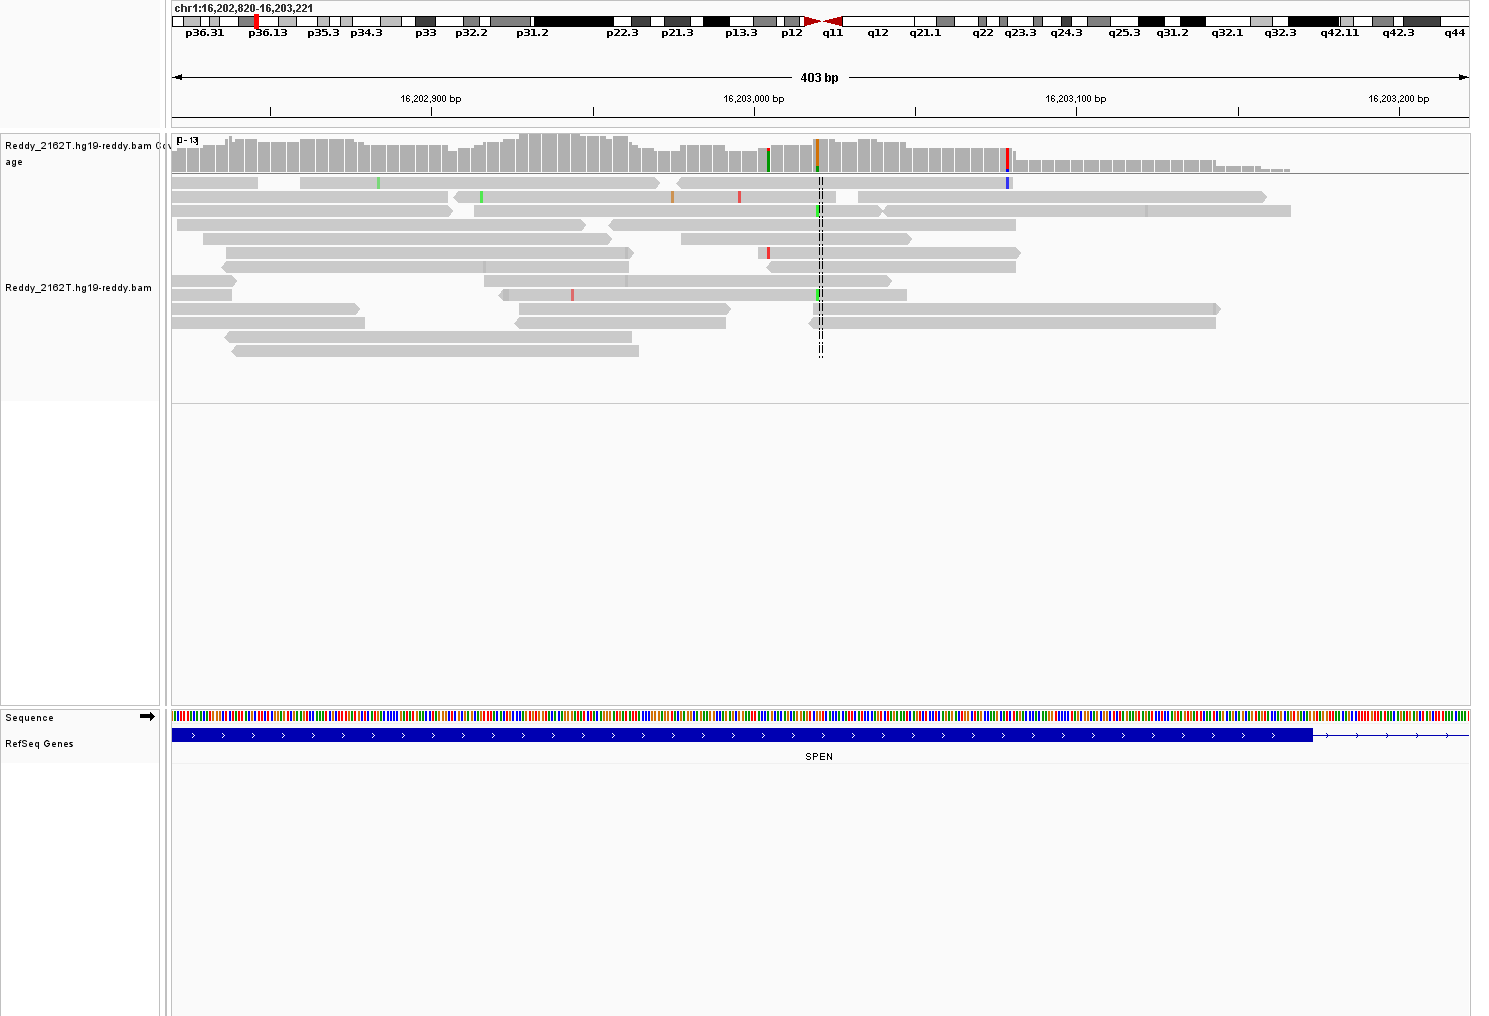 chr1:16,202,820-16,203,221
p36.31 p36.13 p35.3 p34.3 p33 p32.2 p31.2 p22.3 p21.3 p13.3 p12 q11 q12 q21.1 q22 q23.3 q24.3 q25.3 q31.2 q32.1 q32.3 q42.11 q42.3 q44
403 bp
16,202,900 bp 16,203,000 bp 16,203,100 bp 16,203,200 bp
Reddy_2162T.hg19-reddy.bam Cov
age
[0 - 13]
Reddy_2162T.hg19-reddy.bam
Sequence
RefSeq Genes
SPEN